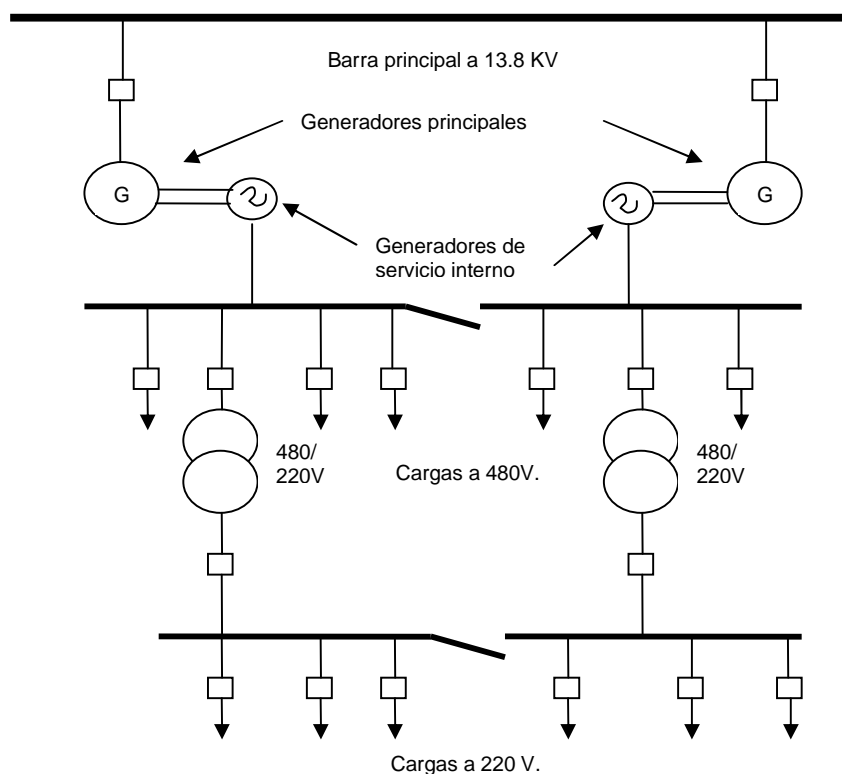 Barra principal a 13.8 KV
Generadores principales
G
G
Generadores de
servicio interno
480/
220V
Cargas a 480V.
480/
220V
Cargas a 220 V.